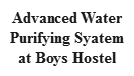 Advanced Water
Purifying Syatem
at Boys Hostel